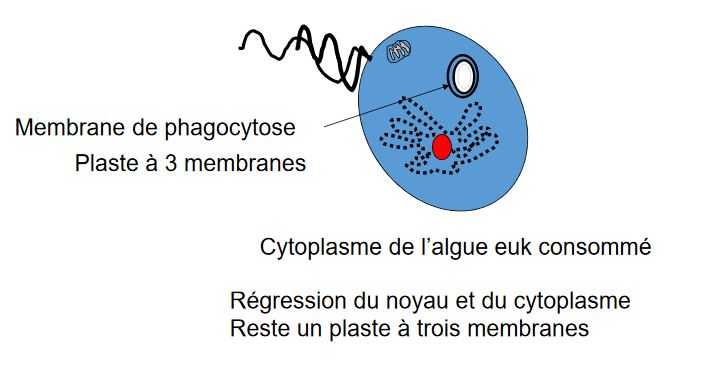 Membrane de phagocytose
Plaste à 3 membranes
Cytoplasme de l’algue euk consommé
Régression du noyau et du cytoplasme
Reste un plaste à trois membranes